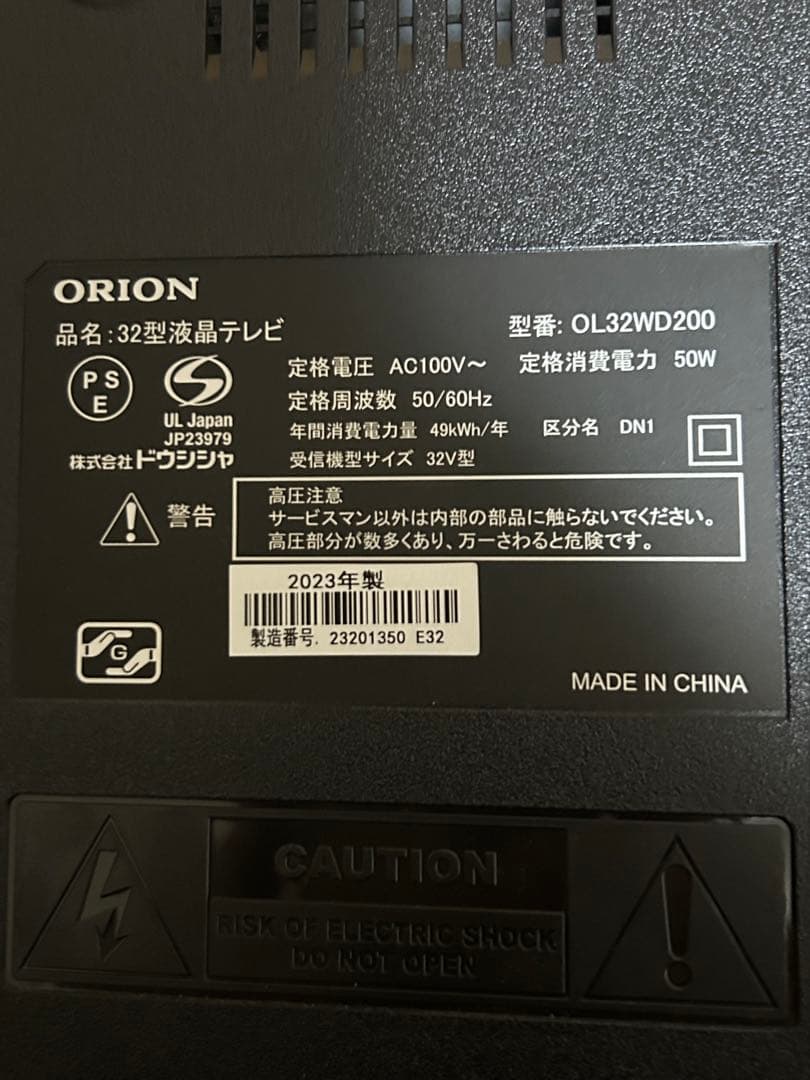 ORION
品名:32型液晶テレビ
型番: OL32WD200
P S
E
UL Japan
JP23979
株式会社ドウシシャ
定格電圧 AC100V～ 定格消費電力 50W
定格周波数 50/60Hz
年間消費電力量 49kWh/年 区分名 DN1
受信機型サイズ 32V型
警告
高圧注意
サービスマン以外は内部の部品に触らないでください。
高圧部分が数多くあり、万一さわると危険です。
2023年製
製造番号. 23201350 E32
G
MADE IN CHINA
CAUTION
RISK OF ELECTRIC SHOCK
DO NOT OPEN